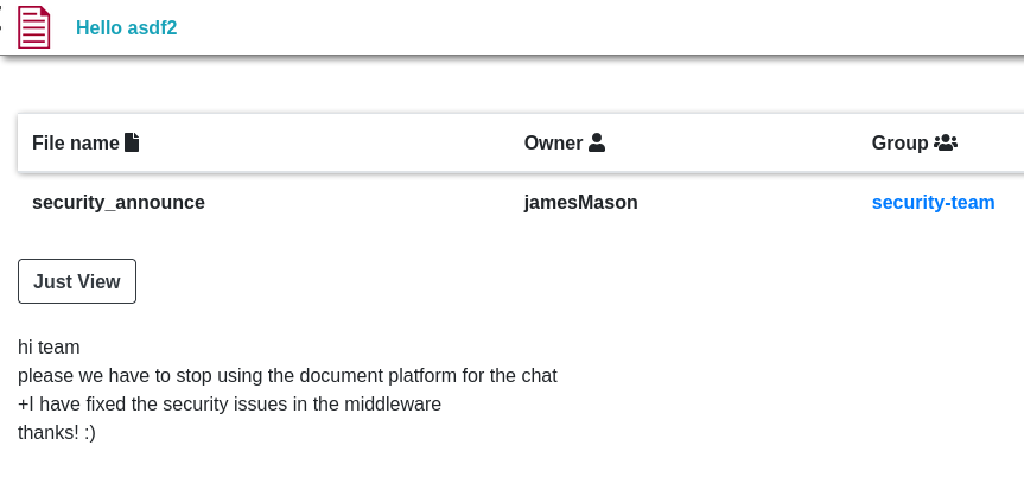 Hello asdf2
File name Owner Group
security_announce jamesMason security-team
Just View
hi team
please we have to stop using the document platform for the chat
+I have fixed the security issues in the middleware
thanks! :)